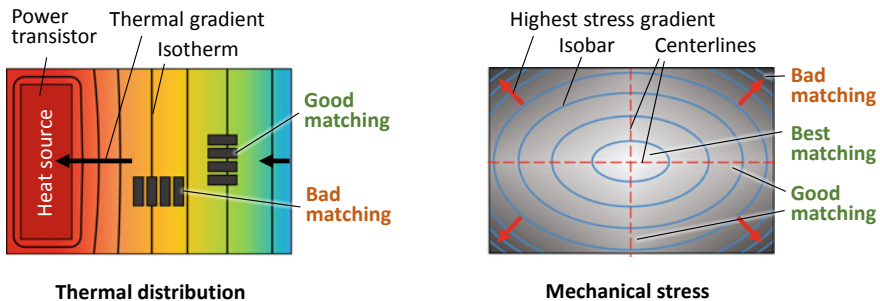 Power
transistor
Thermal gradient
Isotherm
Heat source
Good
matching
Bad
matching
Thermal distribution
Highest stress gradient
Isobar
Centerlines
Bad
matching
Best
matching
Good
matching
Mechanical stress